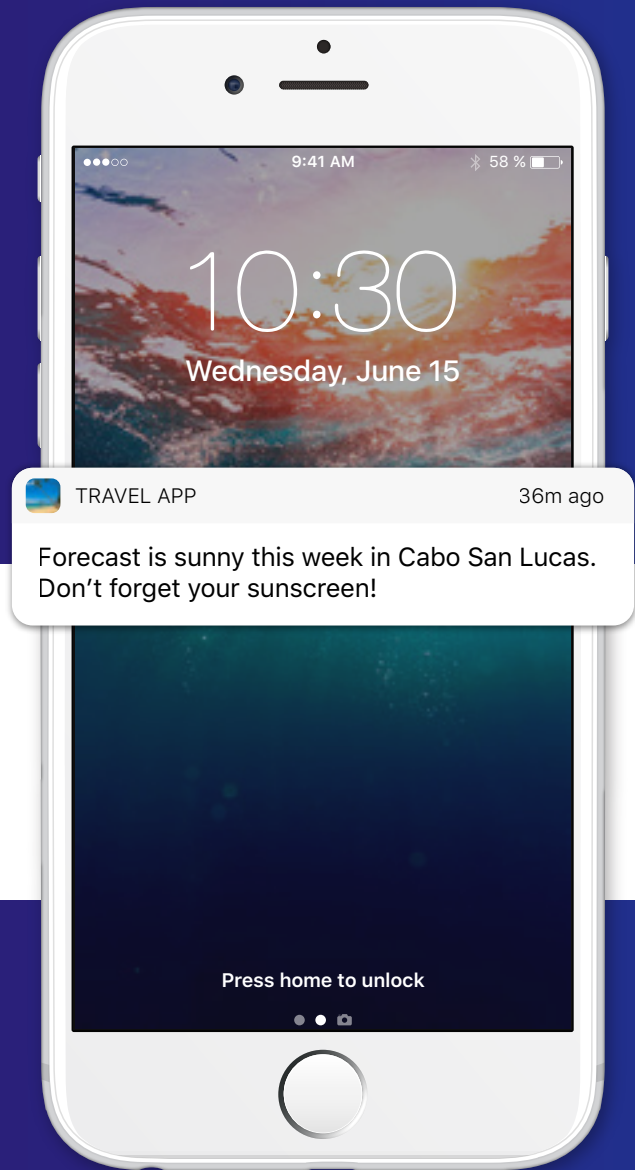 9:41 AM 58 %
10:30
Wednesday, June 15
TRAVEL APP 36m ago
Forecast is sunny this week in Cabo San Lucas.
Don’t forget your sunscreen!
Press home to unlock